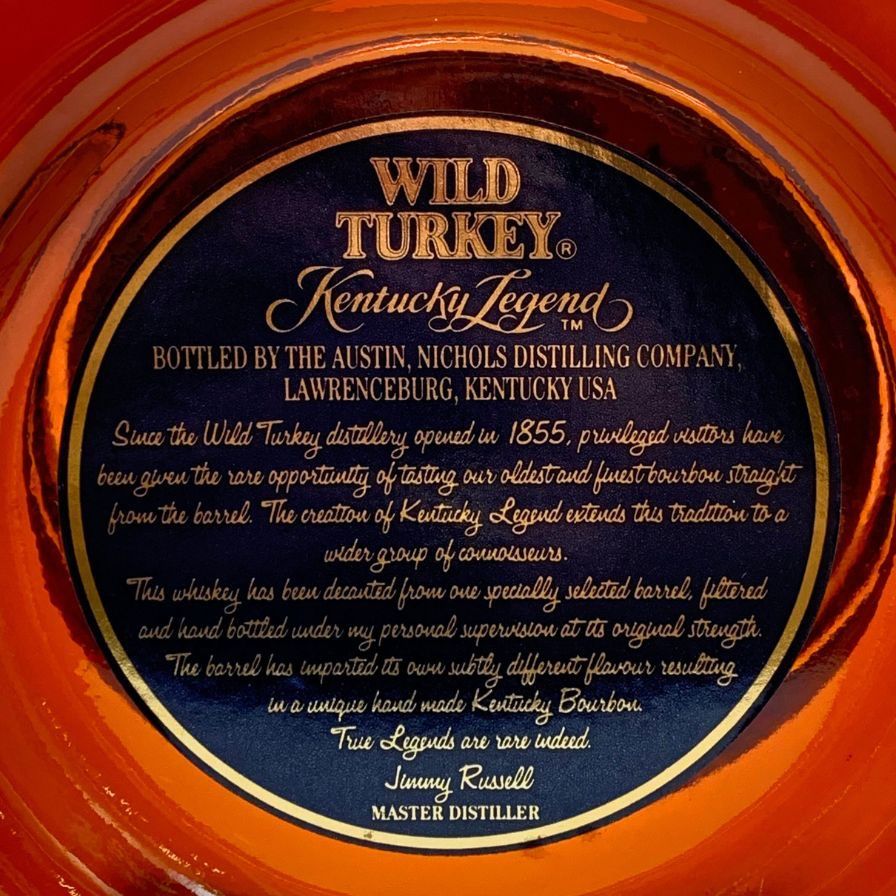 WILD
TURKEY®
Kentucky Legend™
BOTTLED BY THE AUSTIN, NICHOLS DISTILLING COMPANY,
LAWRENCEBURG, KENTUCKY USA
Since the Wild Turkey distillery opened in 1855, privileged visitors have
been given the rare opportunity of tasting our oldest and finest bourbon straight
from the barrel. The creation of Kentucky Legend extends this tradition to a
wider group of connoisseurs.
This whiskey has been decanted from one specially selected barrel, filtered
and hand bottled under my personal supervision at its original strength.
The barrel has imparted its own subtly different flavour resulting
in a unique hand made Kentucky Bourbon.
True Legends are rare indeed.
Jimmy Russell
MASTER DISTILLER